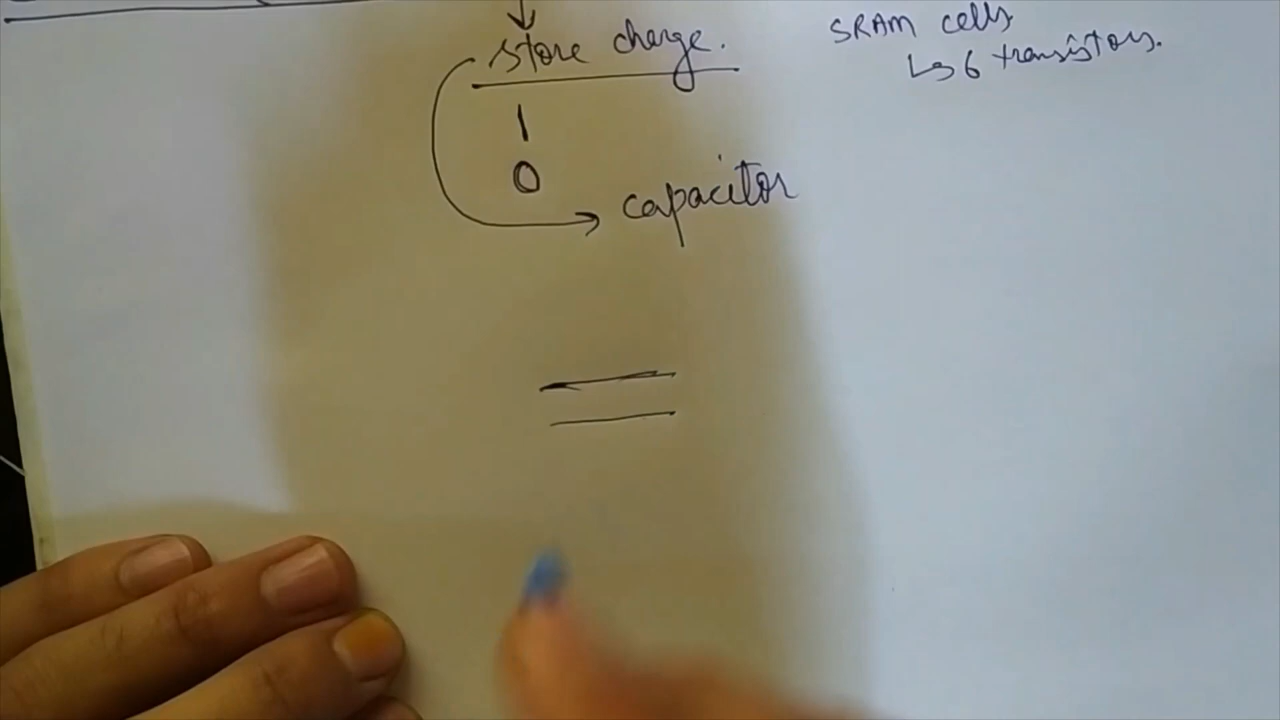 store charge.
SRAM cells
↳ 6 transistors.
1
0
capacitor